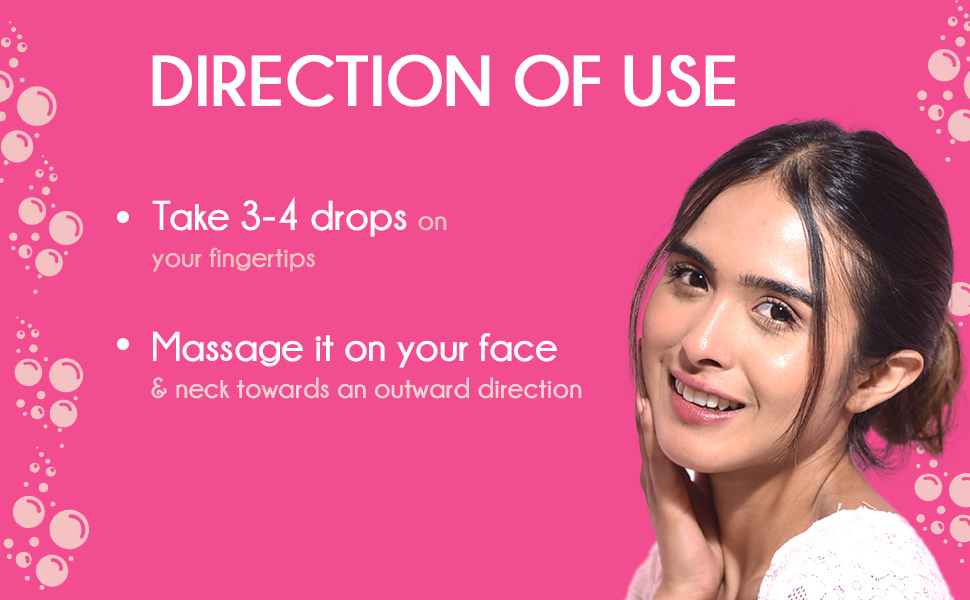 DIRECTION OF USE
• Take 3-4 drops on
your fingertips
• Massage it on your face
& neck towards an outward direction